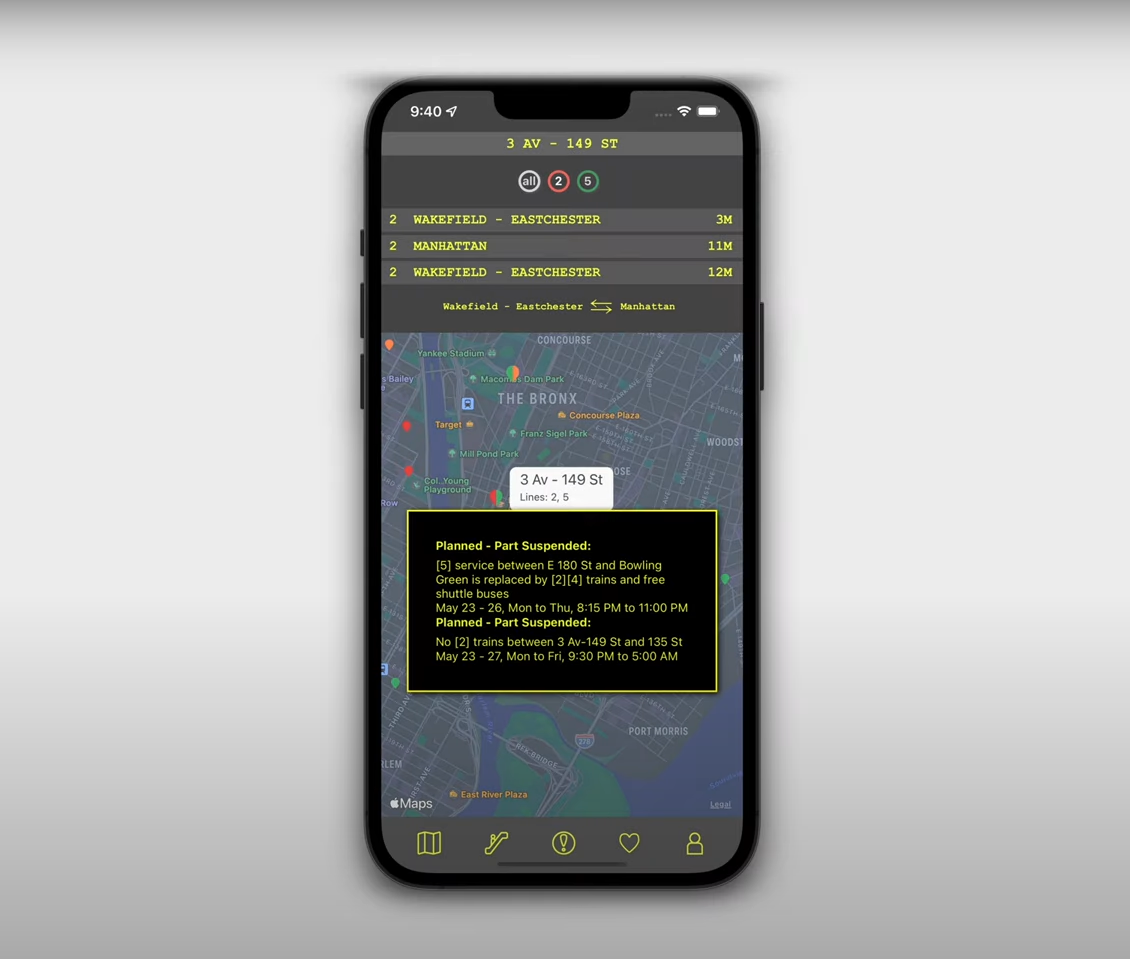 9:40
3 AV - 149 ST
all 2 5
2 WAKEFIELD - EASTCHESTER 3M
2 MANHATTAN 11M
2 WAKEFIELD - EASTCHESTER 12M
Wakefield - Eastchester Manhattan
CONCOURSE
Yankee Stadium
Macombs Dam Park
s Bailey
THE BRONX
Concourse Plaza
Target
Franz Sigel Park
WOODST
Mill Pond Park
OSE
3 Av - 149 St
Lines: 2, 5
Col. Young
Playground
Row
Planned - Part Suspended:
[5] service between E 180 St and Bowling
Green is replaced by [2][4] trains and free
shuttle buses
May 23 - 26, Mon to Thu, 8:15 PM to 11:00 PM
Planned - Part Suspended:
No [2] trains between 3 Av-149 St and 135 St
May 23 - 27, Mon to Fri, 9:30 PM to 5:00 AM
THIRD AVE
PORT MORRIS
278
RFK BRIDGE
RLEM
East River Plaza
Maps
Legal